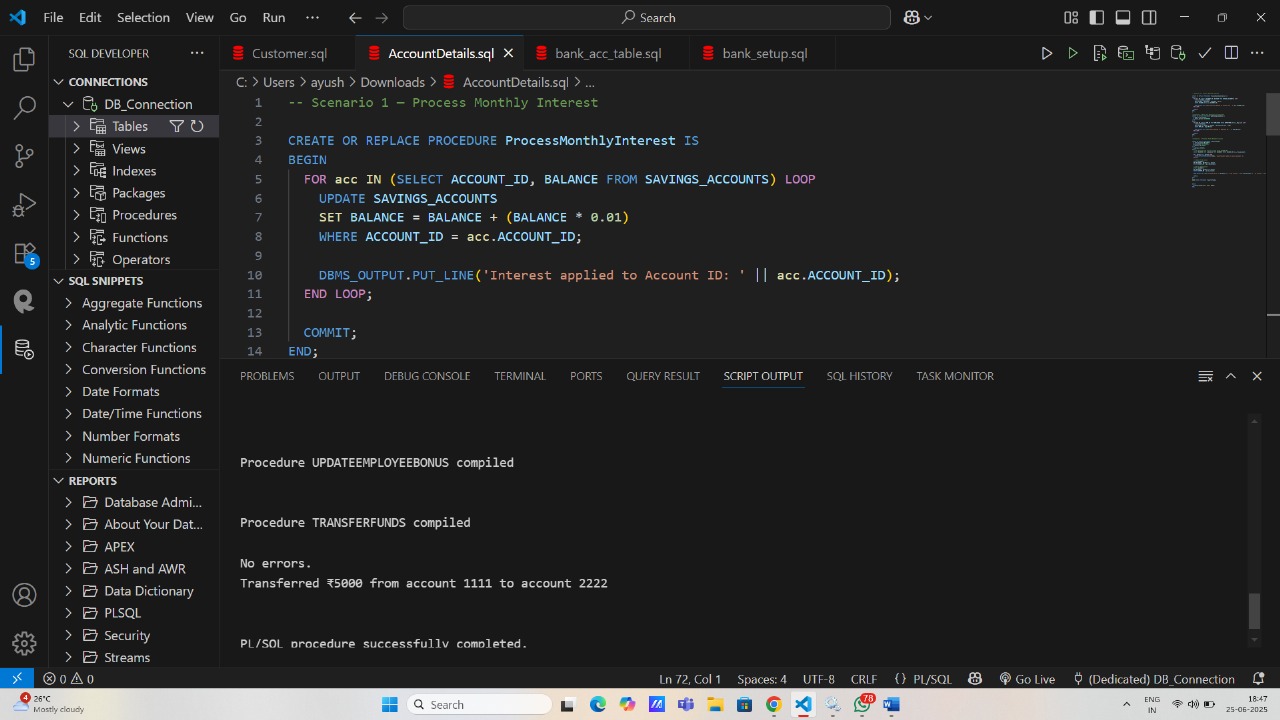 File Edit Selection View Go Run ··· Search
SQL DEVELOPER ···
Customer.sql AccountDetails.sql bank_acc_table.sql bank_setup.sql ···
CONNECTIONS
DB_Connection
Tables
Views
Indexes
Packages
Procedures
Functions
Operators
SQL SNIPPETS
Aggregate Functions
Analytic Functions
Character Functions
Conversion Functions
Date Formats
Date/Time Functions
Number Formats
Numeric Functions
REPORTS
Database Admi...
About Your Dat...
APEX
ASH and AWR
Data Dictionary
PLSQL
Security
Streams
5
C: > Users > ayush > Downloads > AccountDetails.sql > ...
1 -- Scenario 1 — Process Monthly Interest
2
3 CREATE OR REPLACE PROCEDURE ProcessMonthlyInterest IS
4 BEGIN
5 FOR acc IN (SELECT ACCOUNT_ID, BALANCE FROM SAVINGS_ACCOUNTS) LOOP
6 UPDATE SAVINGS_ACCOUNTS
7 SET BALANCE = BALANCE + (BALANCE * 0.01)
8 WHERE ACCOUNT_ID = acc.ACCOUNT_ID;
9
10 DBMS_OUTPUT.PUT_LINE('Interest applied to Account ID: ' || acc.ACCOUNT_ID);
11 END LOOP;
12
13 COMMIT;
14 END;
PROBLEMS OUTPUT DEBUG CONSOLE TERMINAL PORTS QUERY RESULT SCRIPT OUTPUT SQL HISTORY TASK MONITOR
Procedure UPDATEEMPLOYEEBONUS compiled
Procedure TRANSFERFUNDS compiled
No errors.
Transferred ₹5000 from account 1111 to account 2222
PL/SQL procedure successfully completed.
0 0 Ln 72, Col 1 Spaces: 4 UTF-8 CRLF {} PL/SQL Go Live (Dedicated) DB_Connection
4 26°C
Mostly cloudy
Search
78
ENG
IN
18:47
25-06-2025